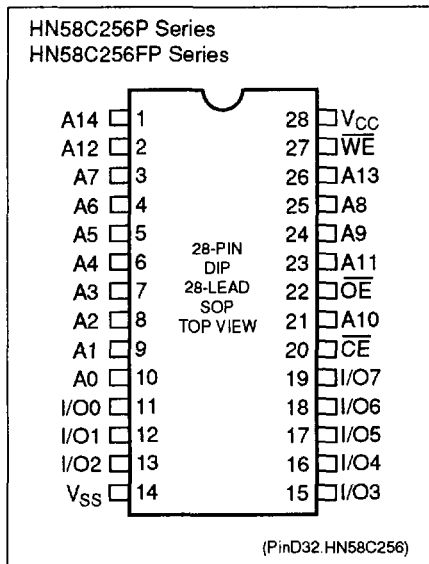 HN58C256P Series
HN58C256FP Series
A14 1 28 VCC
A12 2 27 W̅E̅
A7 3 26 A13
A6 4 25 A8
A5 5 24 A9
A4 6 23 A11
A3 7 22 O̅E̅
A2 8 21 A10
A1 9 20 C̅E̅
A0 10 19 I/O7
I/O0 11 18 I/O6
I/O1 12 17 I/O5
I/O2 13 16 I/O4
VSS 14 15 I/O3
28-PIN
DIP
28-LEAD
SOP
TOP VIEW
(PinD32.HN58C256)